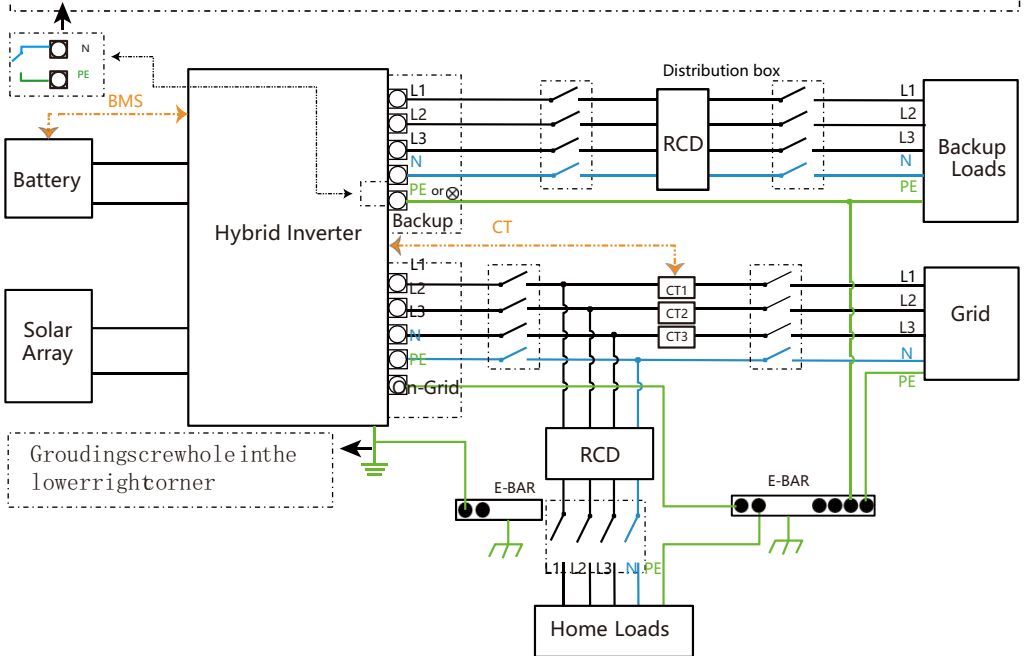 N
PE
BMS
Battery
Solar
Array
Hybrid Inverter
L1
L2
L3
N
PE or
Backup
Distribution box
RCD
L1
L2
L3
N
PE
Backup
Loads
CT
L1
L2
L3
N
PE
On-Grid
CT1
CT2
CT3
L1
L2
L3
N
PE
Grid
Groudingscrewholeinthe
lowerrightcorner
E-BAR
RCD
E-BAR
L1 L2 L3 N PE
Home Loads